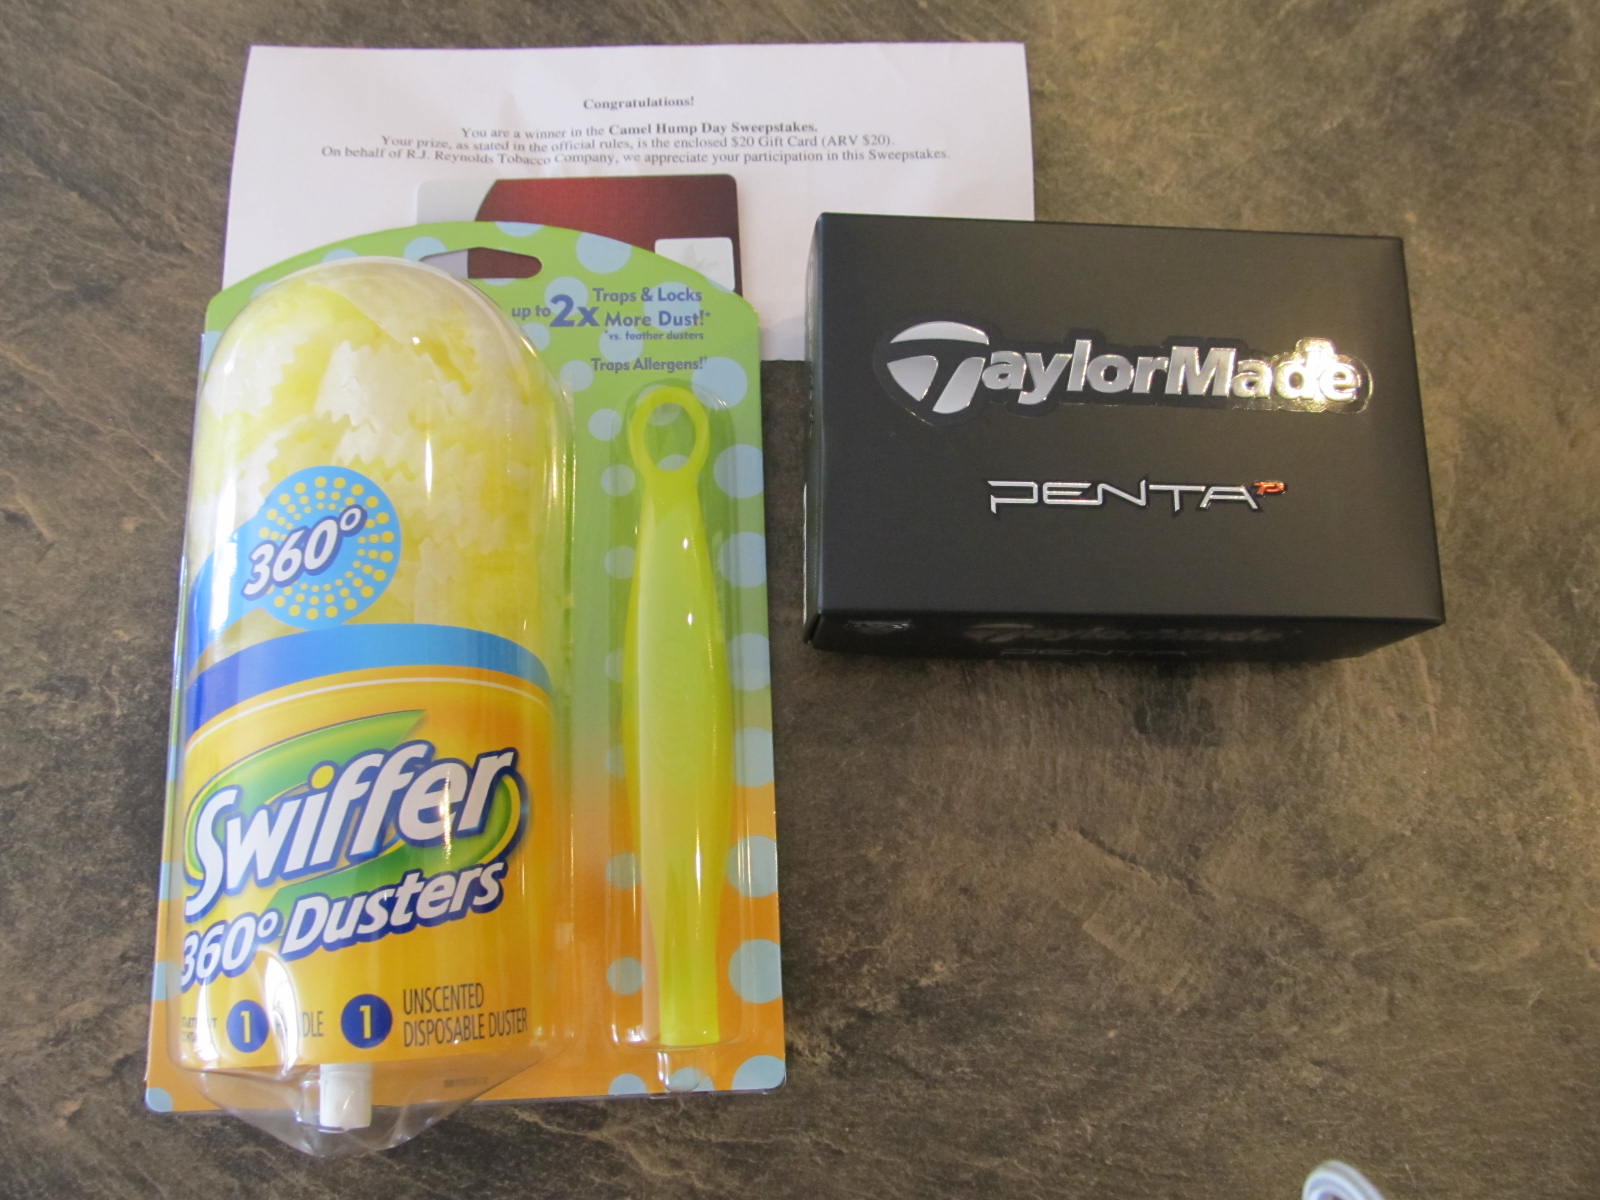 Congratulations!
You are a winner in the Camel Hump Day Sweepstakes.
Your prize, as stated in the official rules, is the enclosed $20 Gift Card (ARV $20).
On behalf of R.J. Reynolds Tobacco Company, we appreciate your participation in this Sweepstakes.
up to 2x Traps & Locks
More Dust!*
*vs. feather dusters
Traps Allergens!†
360°
Swiffer
360° Dusters
1
1 UNSCENTED
DISPOSABLE DUSTER
TaylorMade
PENTA TP
TaylorMade
PENTA